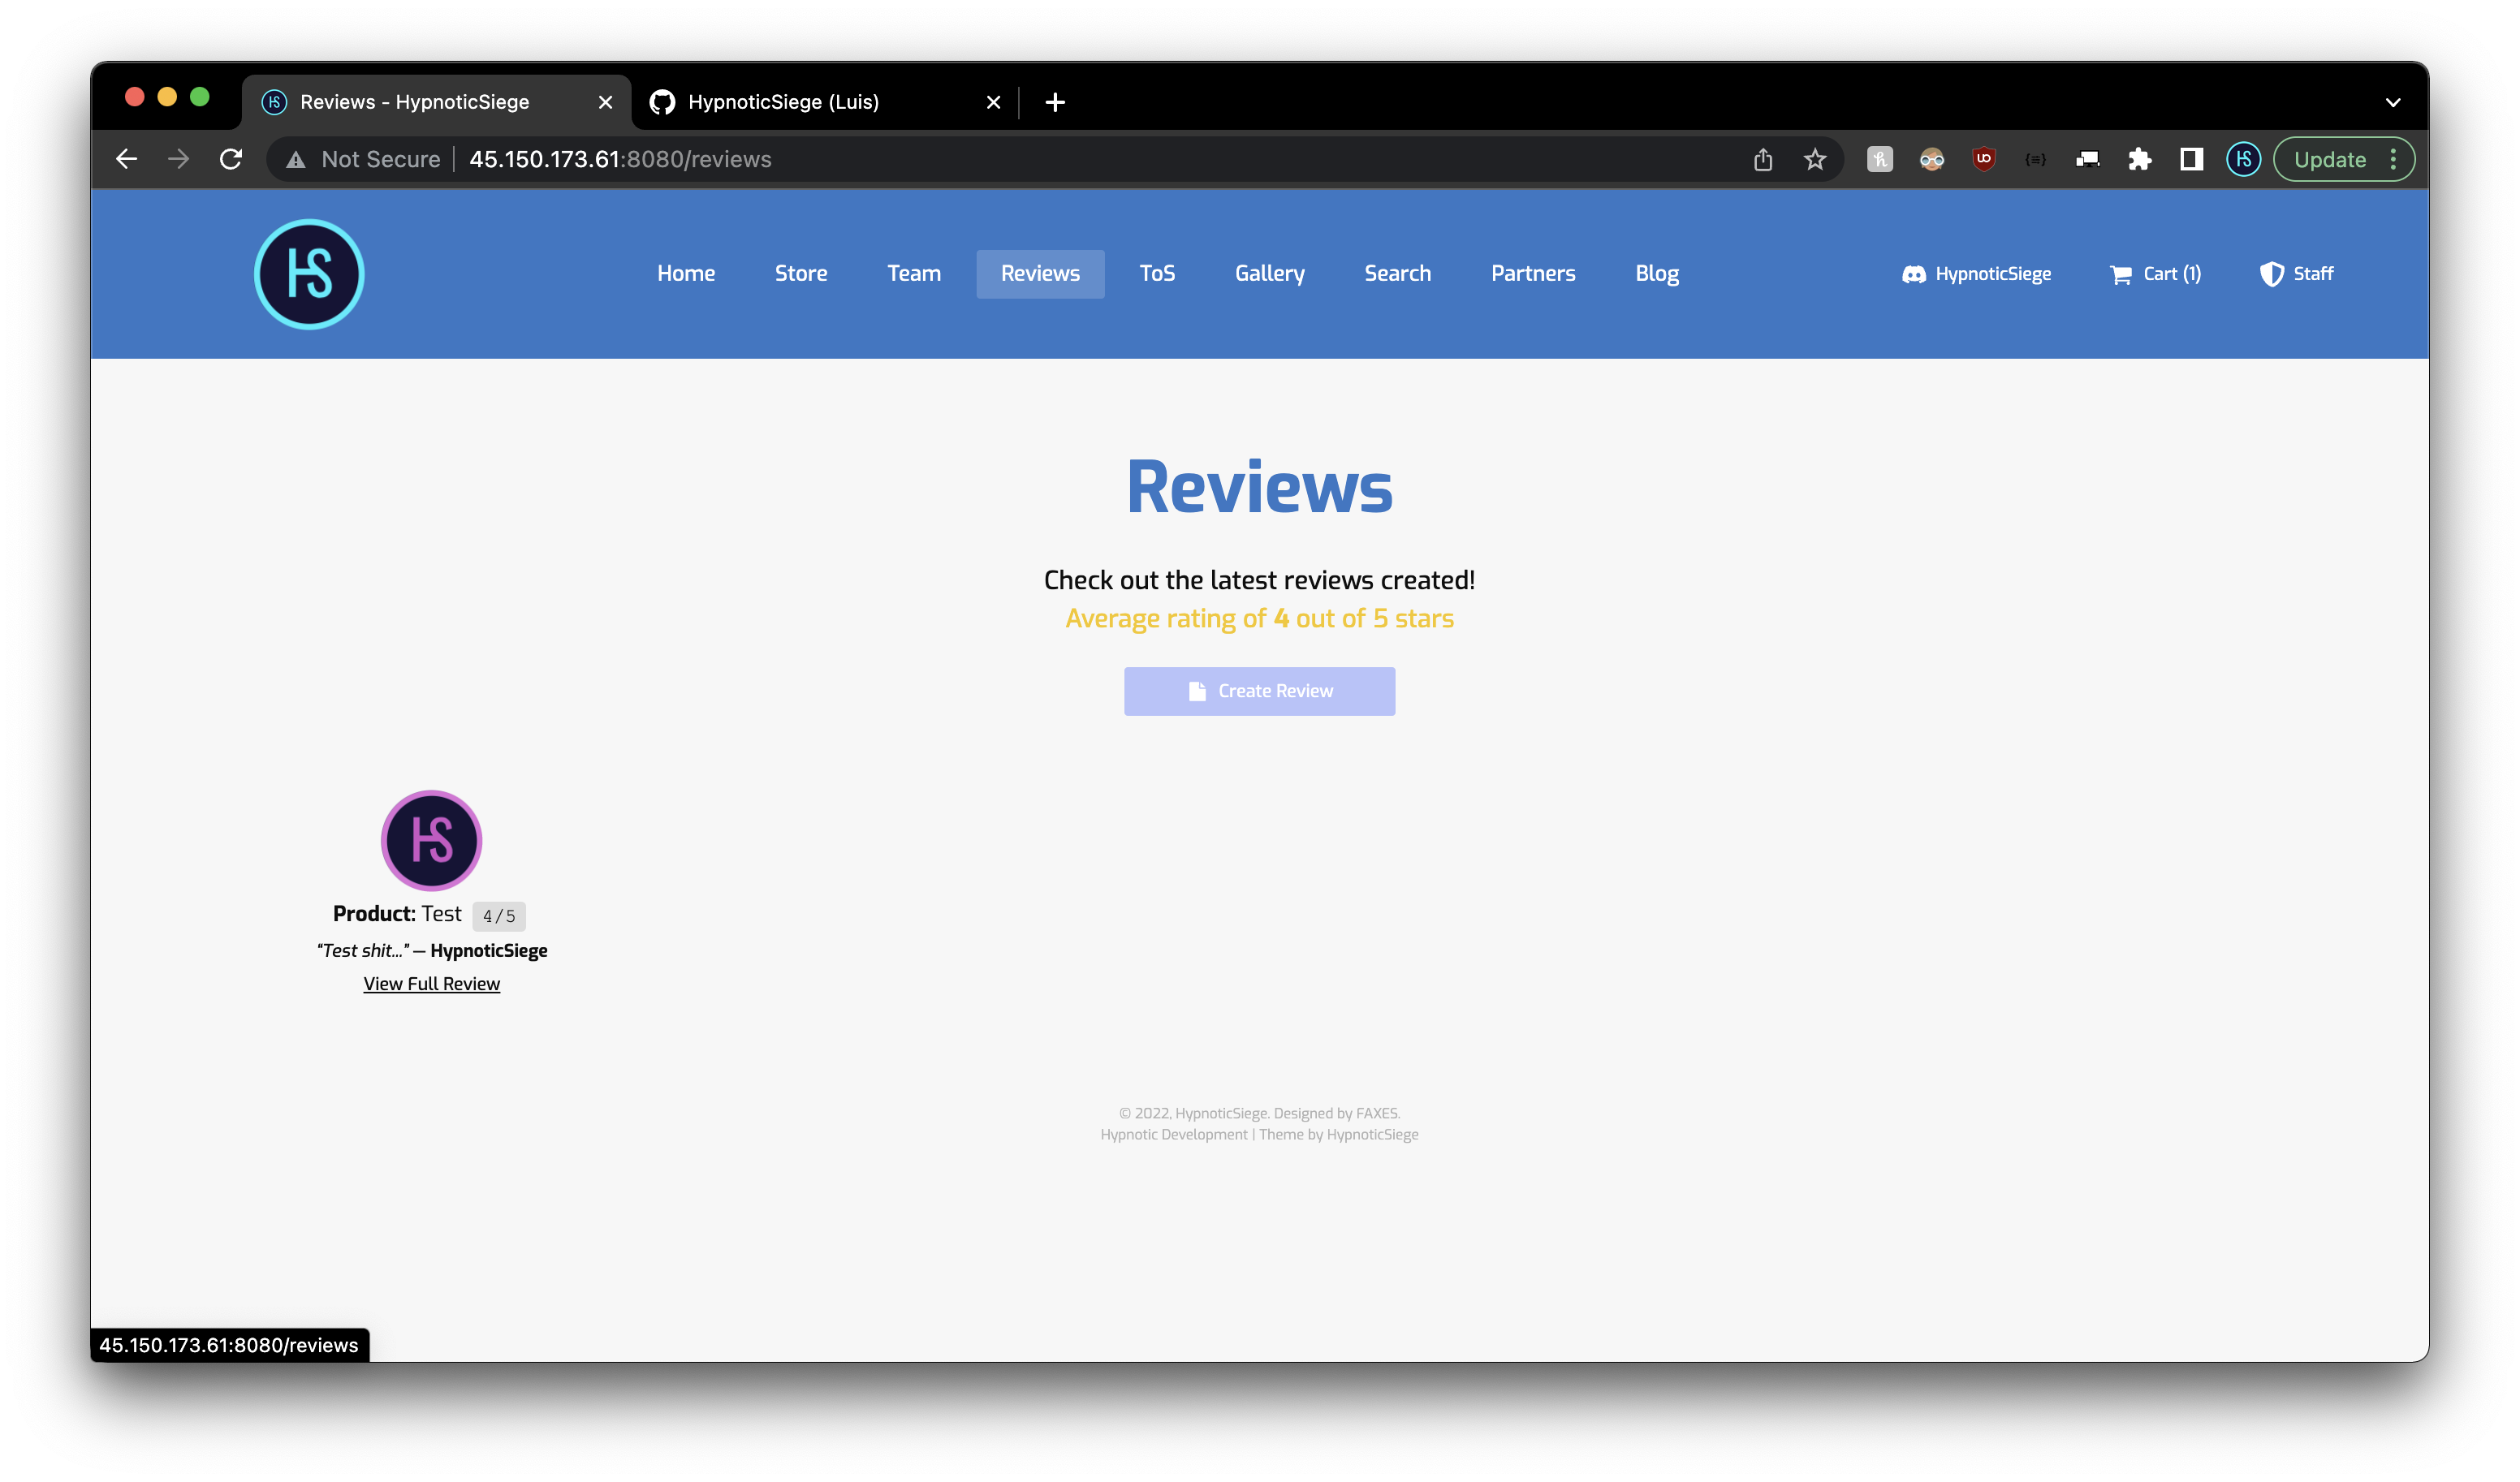 Reviews - HypnoticSiege
HypnoticSiege (Luis)
Not Secure 45.150.173.61:8080/reviews
Update
HS
Home Store Team Reviews ToS Gallery Search Partners Blog HypnoticSiege Cart (1) Staff
Reviews
Check out the latest reviews created!
Average rating of 4 out of 5 stars
Create Review
HS
Product: Test 4/5
“Test shit...” — HypnoticSiege
View Full Review
© 2022, HypnoticSiege. Designed by FAXES.
Hypnotic Development | Theme by HypnoticSiege
45.150.173.61:8080/reviews